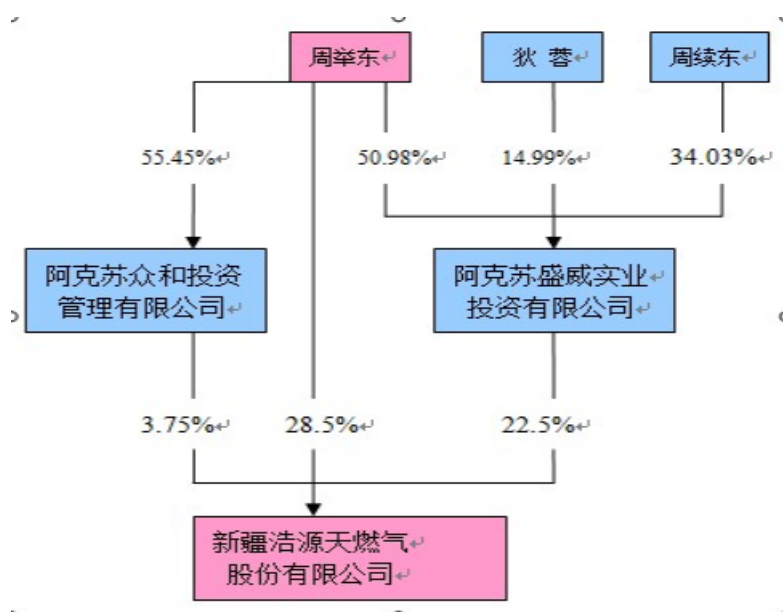 周举东
狄 蓉
周续东
55.45%
50.98%
14.99%
34.03%
阿克苏众和投资
管理有限公司
阿克苏盛威实业
投资有限公司
3.75%
28.5%
22.5%
新疆浩源天燃气
股份有限公司